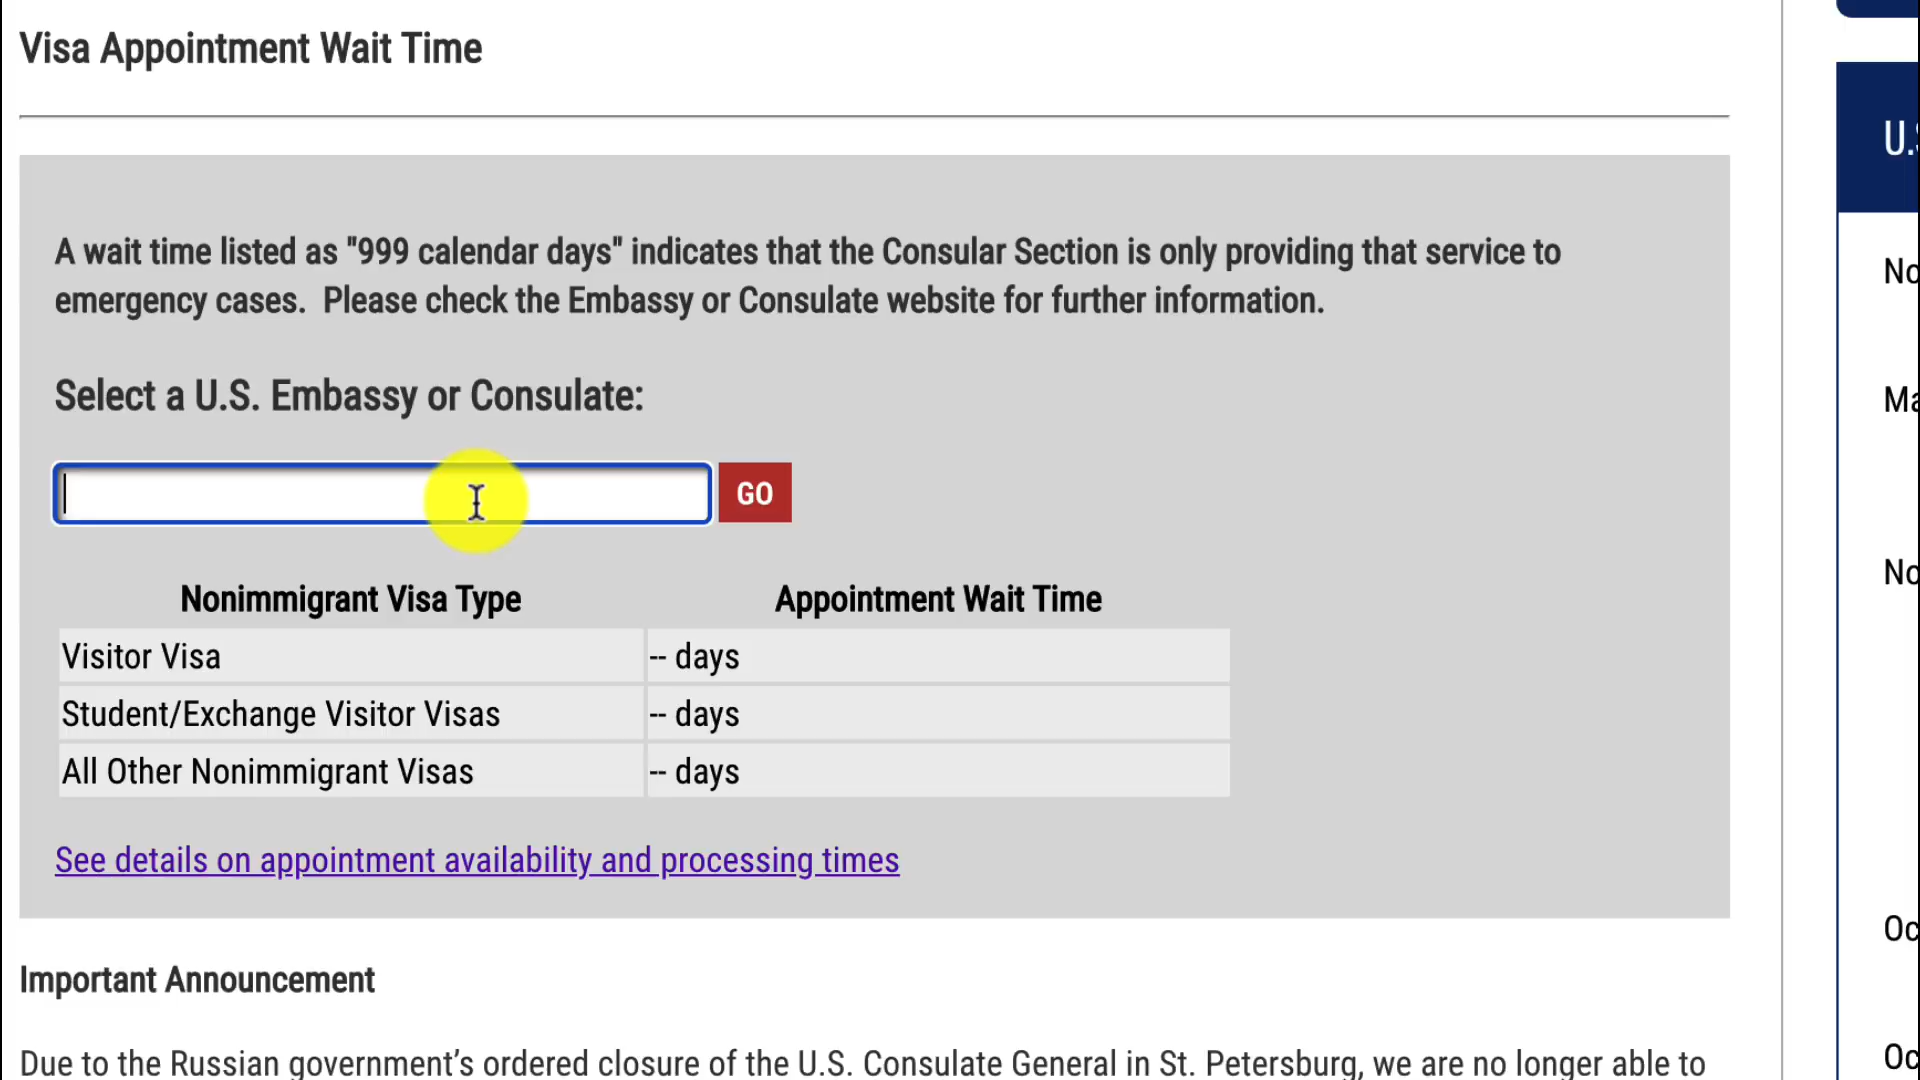 Visa Appointment Wait Time
A wait time listed as "999 calendar days" indicates that the Consular Section is only providing that service to
emergency cases.  Please check the Embassy or Consulate website for further information.
Select a U.S. Embassy or Consulate:
GO
Nonimmigrant Visa Type Appointment Wait Time
Visitor Visa -- days
Student/Exchange Visitor Visas -- days
All Other Nonimmigrant Visas -- days
See details on appointment availability and processing times
Important Announcement
Due to the Russian government’s ordered closure of the U.S. Consulate General in St. Petersburg, we are no longer able to